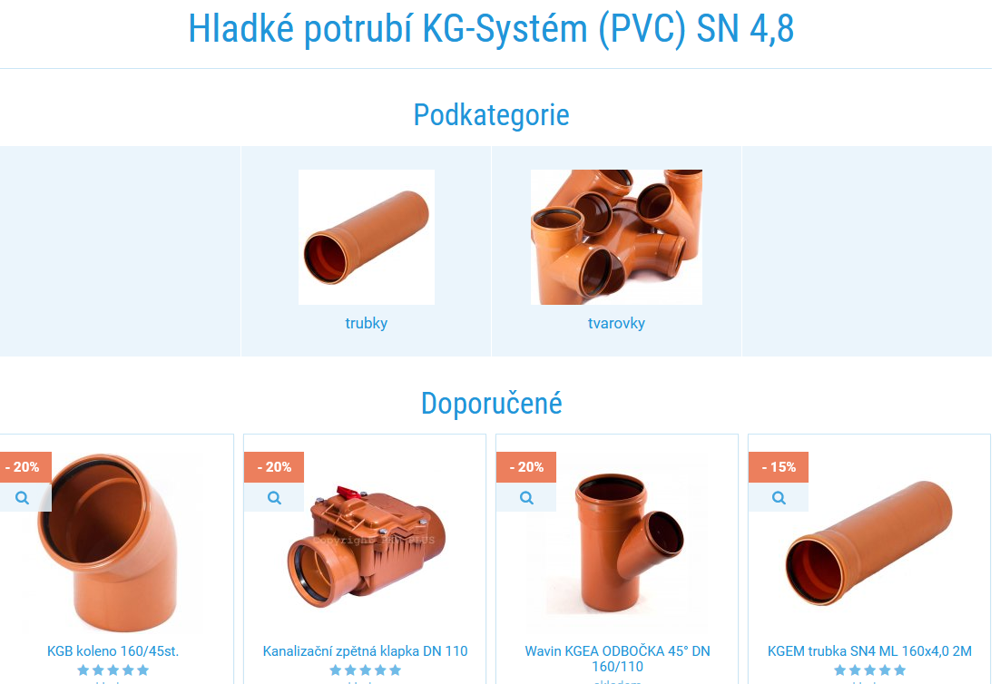 Hladké potrubí KG-Systém (PVC) SN 4,8
Podkategorie
trubky
tvarovky
Doporučené
- 20%
- 20%
- 20%
- 15%
KGB koleno 160/45st.
Kanalizační zpětná klapka DN 110
Wavin KGEA ODBOČKA 45° DN
160/110
KGEM trubka SN4 ML 160x4,0 2M